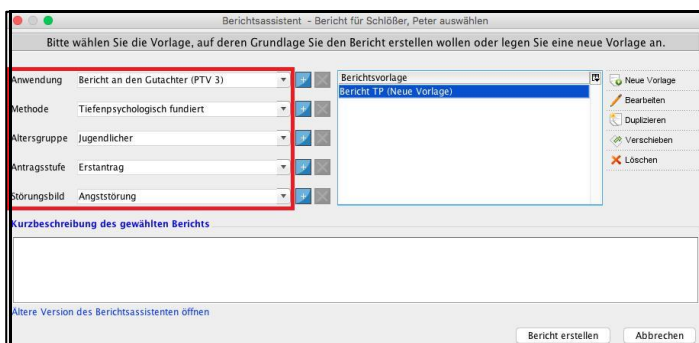 Berichtsassistent - Bericht für Schlößer, Peter auswählen
Bitte wählen Sie die Vorlage, auf deren Grundlage Sie den Bericht erstellen wollen oder legen Sie eine neue Vorlage an.
Anwendung Bericht an den Gutachter (PTV 3)
Methode Tiefenpsychologisch fundiert
Altersgruppe Jugendlicher
Antragsstufe Erstantrag
Störungsbild Angststörung
Berichtsvorlage
Bericht TP (Neue Vorlage)
Neue Vorlage
Bearbeiten
Duplizieren
Verschieben
Löschen
Kurzbeschreibung des gewählten Berichts
Ältere Version des Berichtsassistenten öffnen
Bericht erstellen Abbrechen